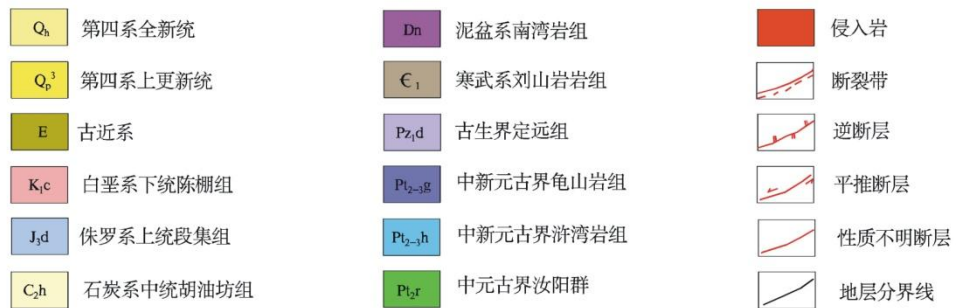 Qh 第四系全新统
Qp³ 第四系上更新统
E 古近系
K₁c 白垩系下统陈棚组
J₃d 侏罗系上统段集组
C₂h 石炭系中统胡油坊组
Dn 泥盆系南湾岩组
Є₁ 寒武系刘山岩岩组
Pz₁d 古生界定远组
Pt₂₋₃g 中新元古界龟山岩组
Pt₂₋₃h 中新元古界浒湾岩组
Pt₂r 中元古界汝阳群
侵入岩
断裂带
逆断层
平推断层
性质不明断层
地层分界线